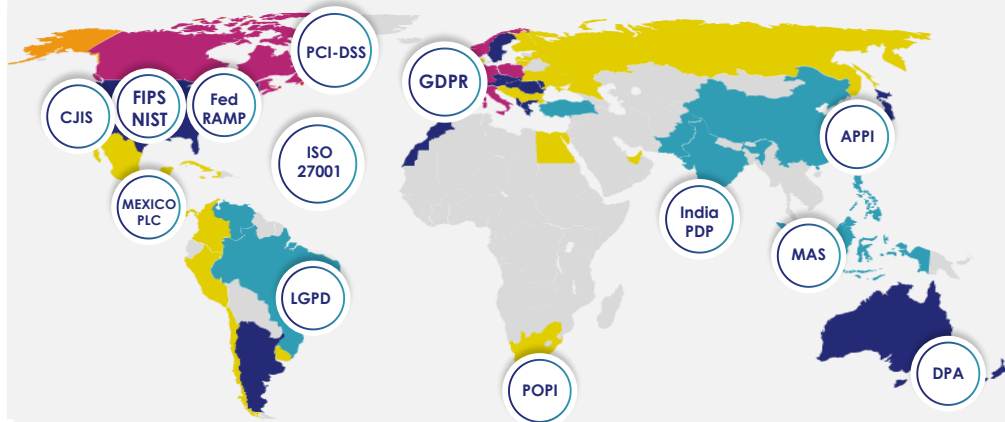 PCI-DSS
GDPR
CJIS
FIPS
NIST
Fed
RAMP
ISO
27001
APPI
MEXICO
PLC
India
PDP
MAS
LGPD
POPI
DPA